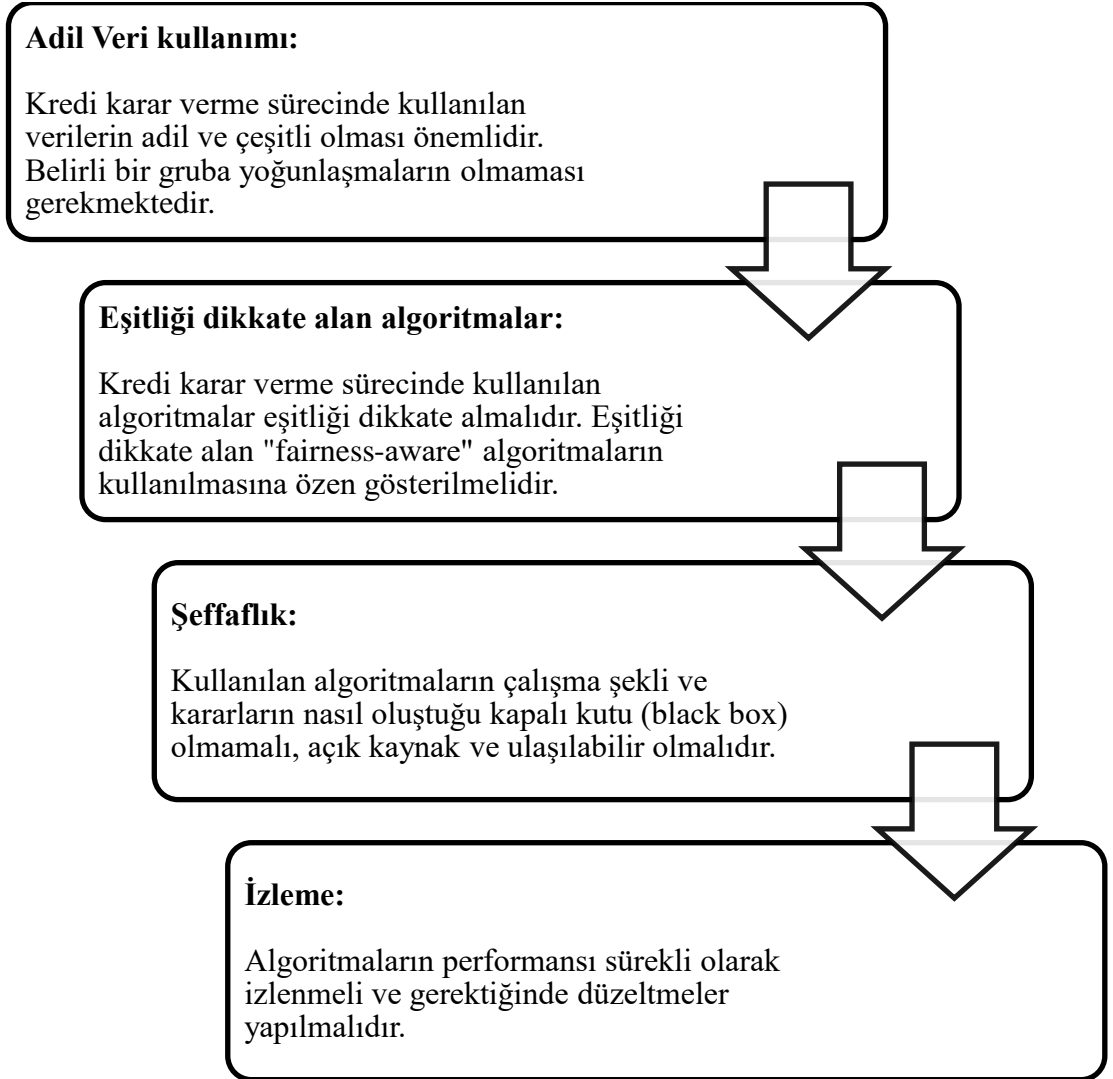 Adil Veri kullanımı:
Kredi karar verme sürecinde kullanılan
verilerin adil ve çeşitli olması önemlidir.
Belirli bir gruba yoğunlaşmaların olmaması
gerekmektedir.
Eşitliği dikkate alan algoritmalar:
Kredi karar verme sürecinde kullanılan
algoritmalar eşitliği dikkate almalıdır. Eşitliği
dikkate alan "fairness-aware" algoritmaların
kullanılmasına özen gösterilmelidir.
Şeffaflık:
Kullanılan algoritmaların çalışma şekli ve
kararların nasıl oluştuğu kapalı kutu (black box)
olmamalı, açık kaynak ve ulaşılabilir olmalıdır.
İzleme:
Algoritmaların performansı sürekli olarak
izlenmeli ve gerektiğinde düzeltmeler
yapılmalıdır.